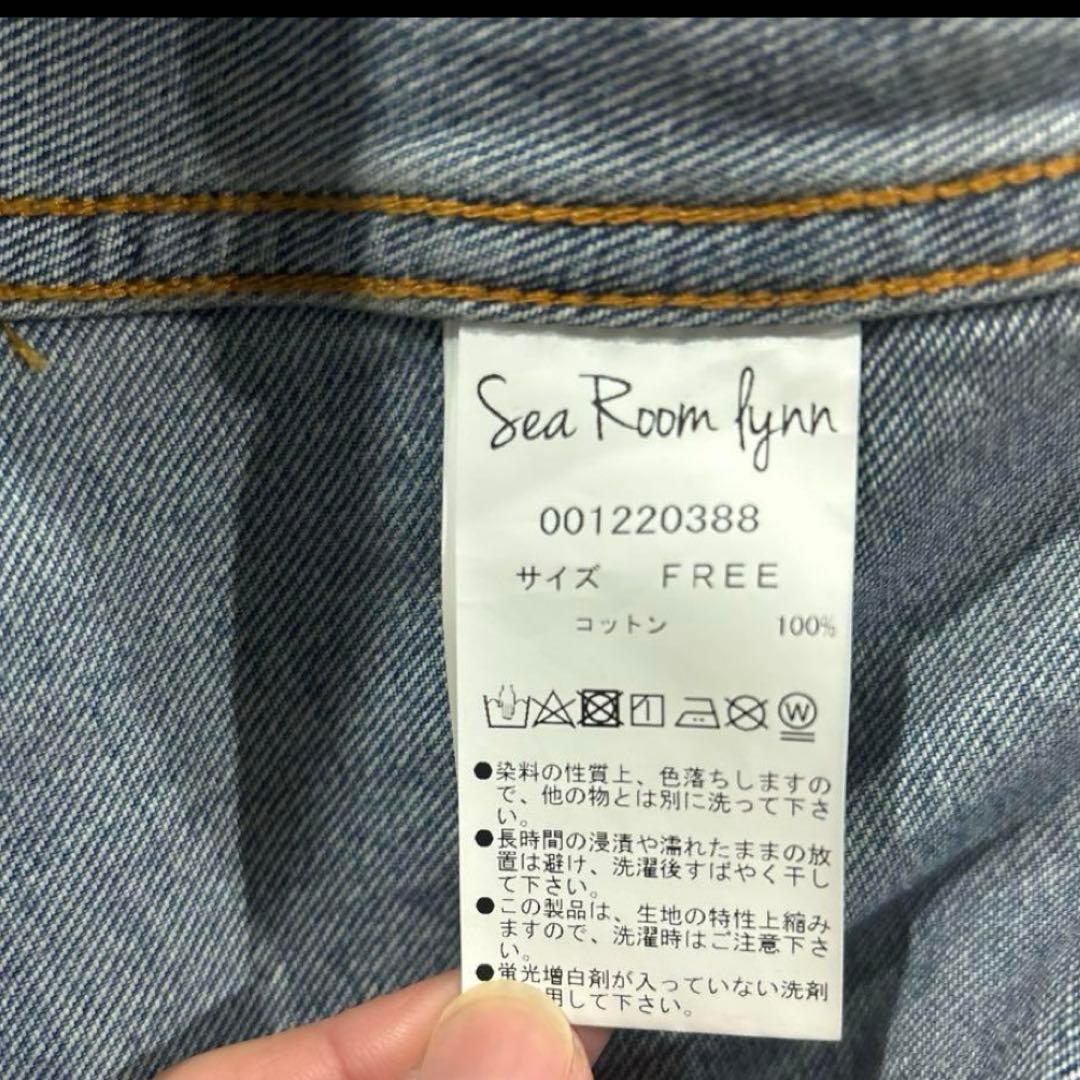 Sea Room lynn
001220388
サイズ FREE
コットン 100%
W
●染料の性質上、色落ちしますの
で、他の物とは別に洗って下さ
い。
●長時間の浸漬や濡れたままの放
置は避け、洗濯後すばやく干し
て下さい。
●この製品は、生地の特性上縮み
ますので、洗濯時はご注意下さ
い。
●蛍光増白剤が入っていない洗剤
用して下さい。